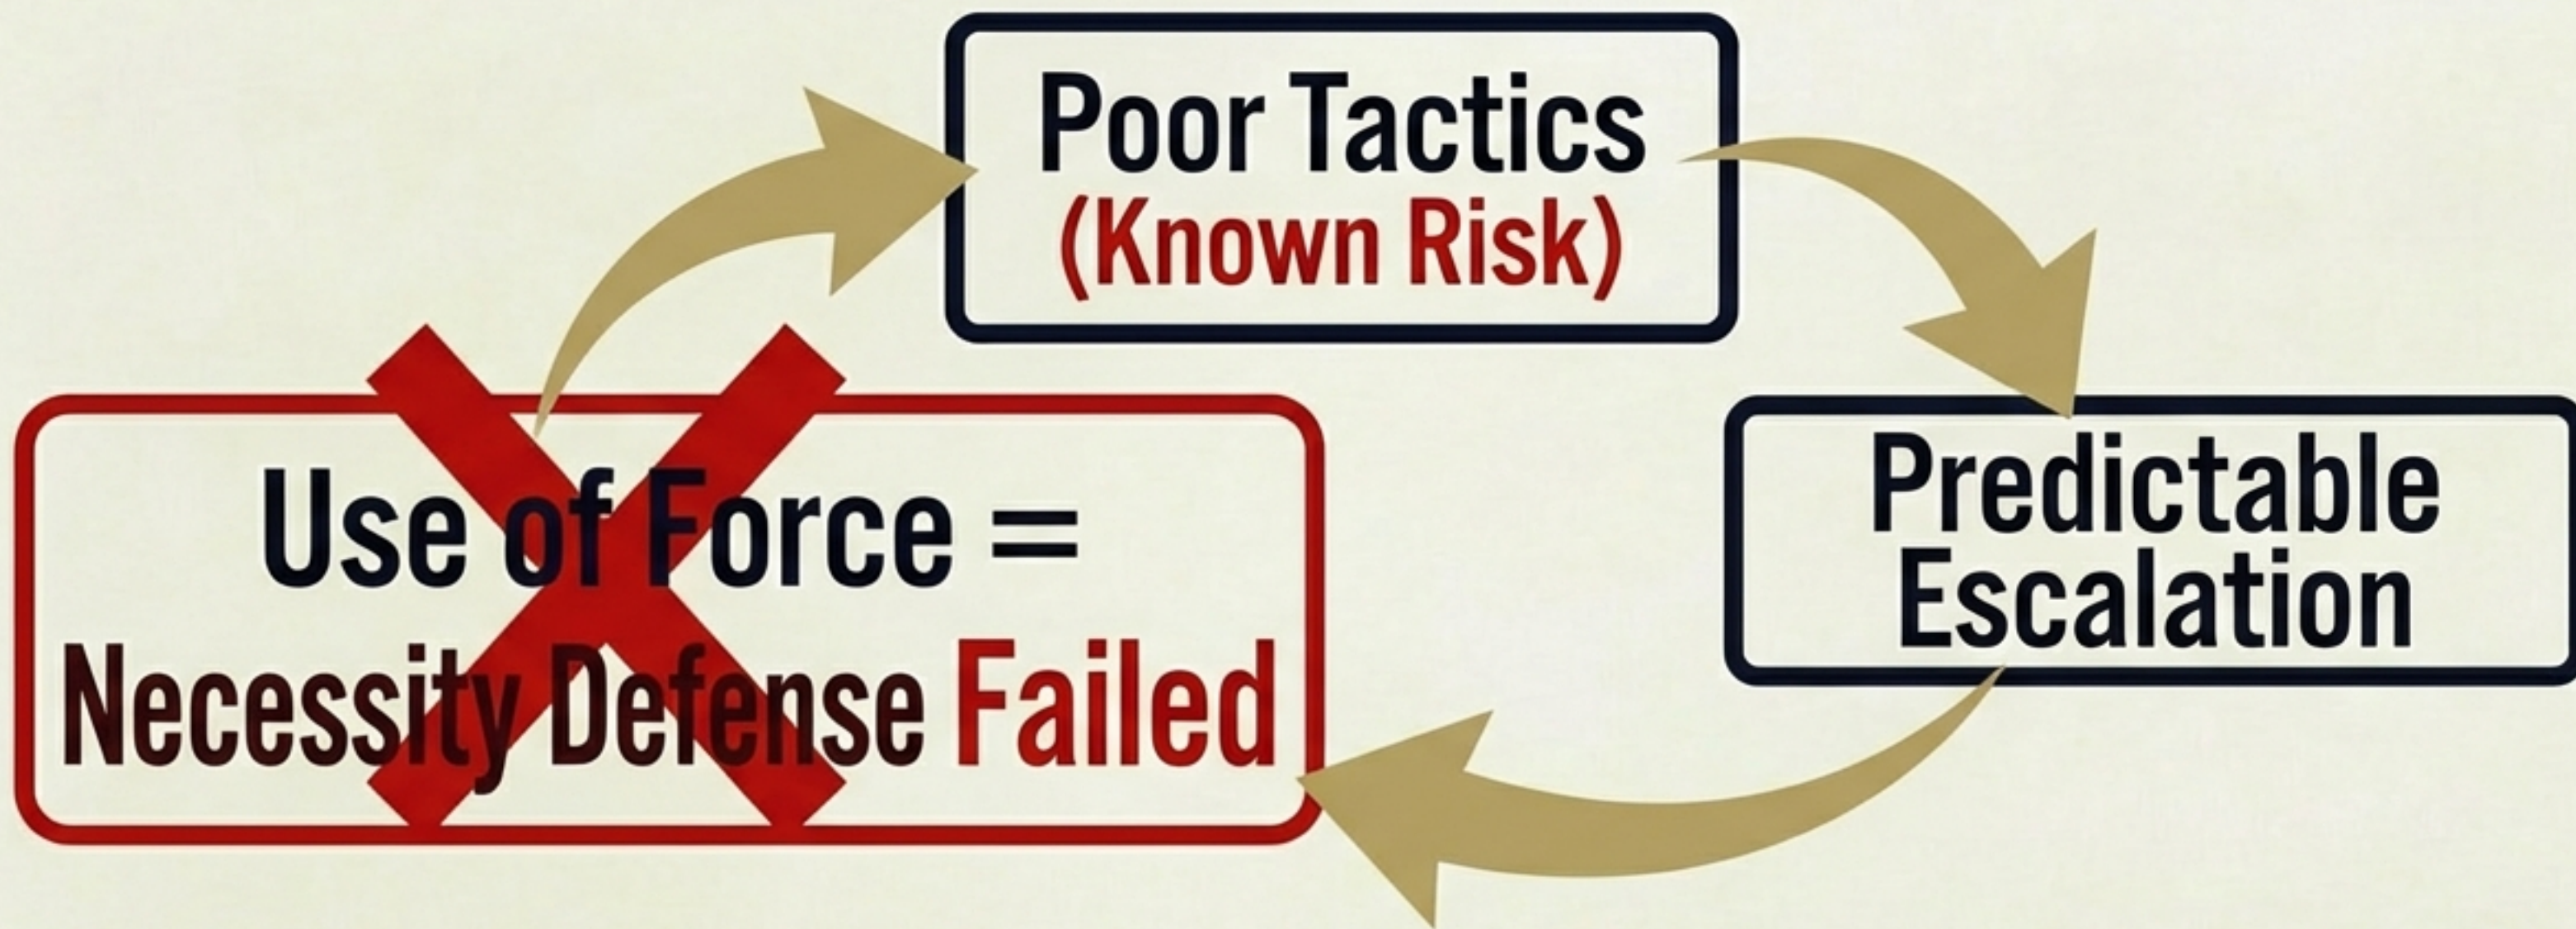 Poor Tactics
(Known Risk)
Use of Force =
Necessity Defense Failed
Predictable
Escalation